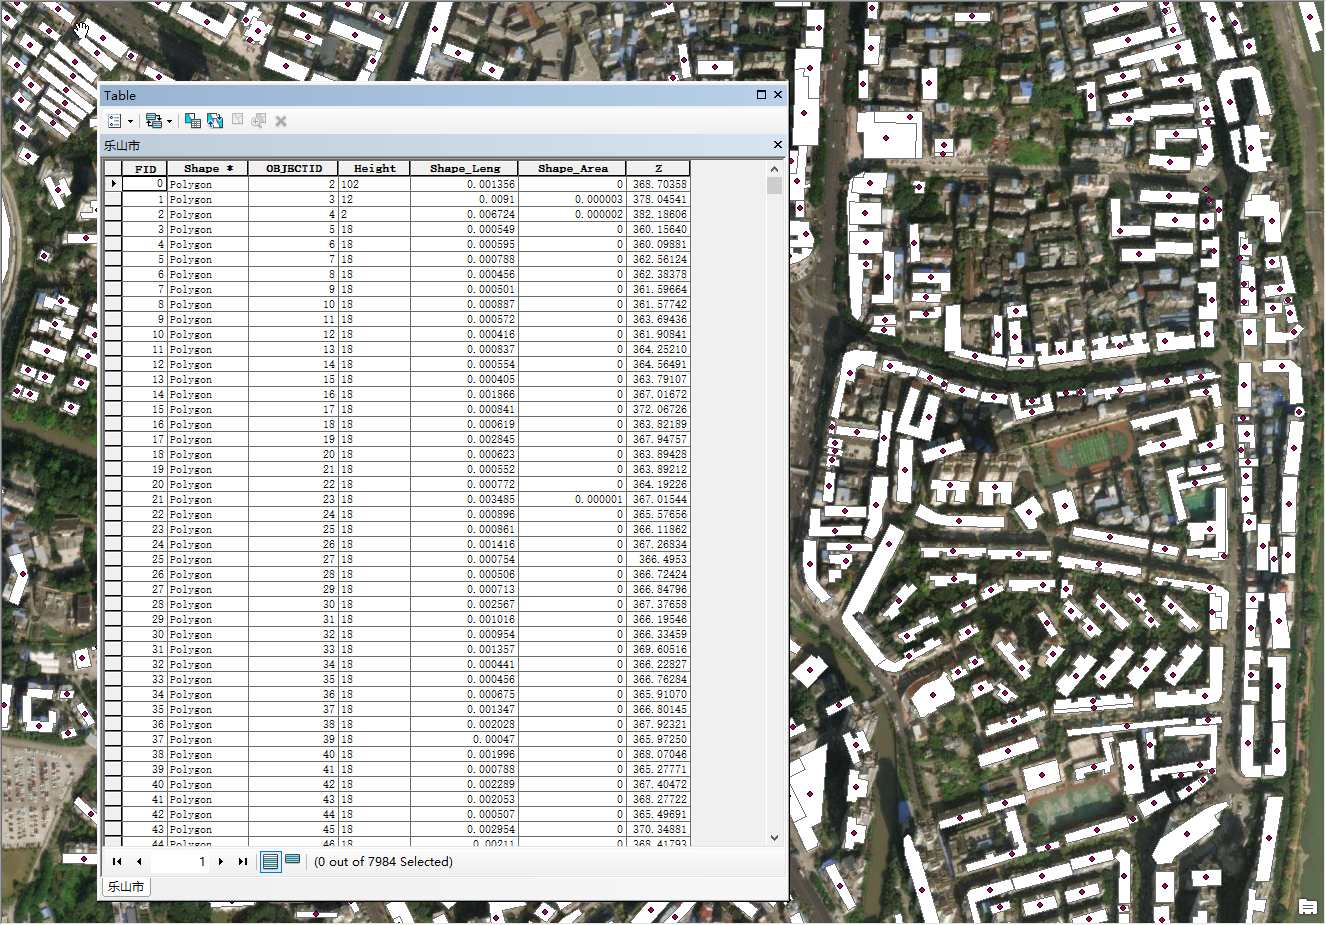 Table
乐山市
FID Shape * OBJECTID Height Shape_Leng Shape_Area Z
0 Polygon 2 102 0.001356 0 368.70358
1 Polygon 3 12 0.0091 0.000003 378.04541
2 Polygon 4 2 0.006724 0.000002 382.18606
3 Polygon 5 18 0.000549 0 360.15640
4 Polygon 6 18 0.000595 0 360.09881
5 Polygon 7 18 0.000788 0 362.56124
6 Polygon 8 18 0.000456 0 362.38378
7 Polygon 9 18 0.000501 0 361.59664
8 Polygon 10 18 0.000887 0 361.57742
9 Polygon 11 18 0.000572 0 363.69436
10 Polygon 12 18 0.000416 0 361.90841
11 Polygon 13 18 0.000837 0 364.25210
12 Polygon 14 18 0.000554 0 364.56491
13 Polygon 15 18 0.000405 0 363.79107
14 Polygon 16 18 0.001866 0 367.01672
15 Polygon 17 18 0.000841 0 372.06726
16 Polygon 18 18 0.000619 0 363.82189
17 Polygon 19 18 0.002845 0 367.94757
18 Polygon 20 18 0.000623 0 363.89428
19 Polygon 21 18 0.000552 0 363.89212
20 Polygon 22 18 0.000772 0 364.19226
21 Polygon 23 18 0.003485 0.000001 367.01544
22 Polygon 24 18 0.000896 0 365.57656
23 Polygon 25 18 0.000861 0 366.11862
24 Polygon 26 18 0.001416 0 367.26834
25 Polygon 27 18 0.000754 0 366.4953
26 Polygon 28 18 0.000506 0 366.72424
27 Polygon 29 18 0.000713 0 366.84796
28 Polygon 30 18 0.002567 0 367.37658
29 Polygon 31 18 0.001016 0 366.19546
30 Polygon 32 18 0.000954 0 366.33459
31 Polygon 33 18 0.001357 0 369.60516
32 Polygon 34 18 0.000441 0 366.22827
33 Polygon 35 18 0.000456 0 366.76284
34 Polygon 36 18 0.000675 0 365.91070
35 Polygon 37 18 0.001347 0 366.80145
36 Polygon 38 18 0.002028 0 367.92321
37 Polygon 39 18 0.00047 0 365.97250
38 Polygon 40 18 0.001996 0 368.07046
39 Polygon 41 18 0.000788 0 365.27771
40 Polygon 42 18 0.002289 0 367.40472
41 Polygon 43 18 0.002053 0 368.27722
42 Polygon 44 18 0.000507 0 365.49691
43 Polygon 45 18 0.002954 0 370.34881
44 Polygon 46 18 0.00211 0 368.41793
1 (0 out of 7984 Selected)
乐山市